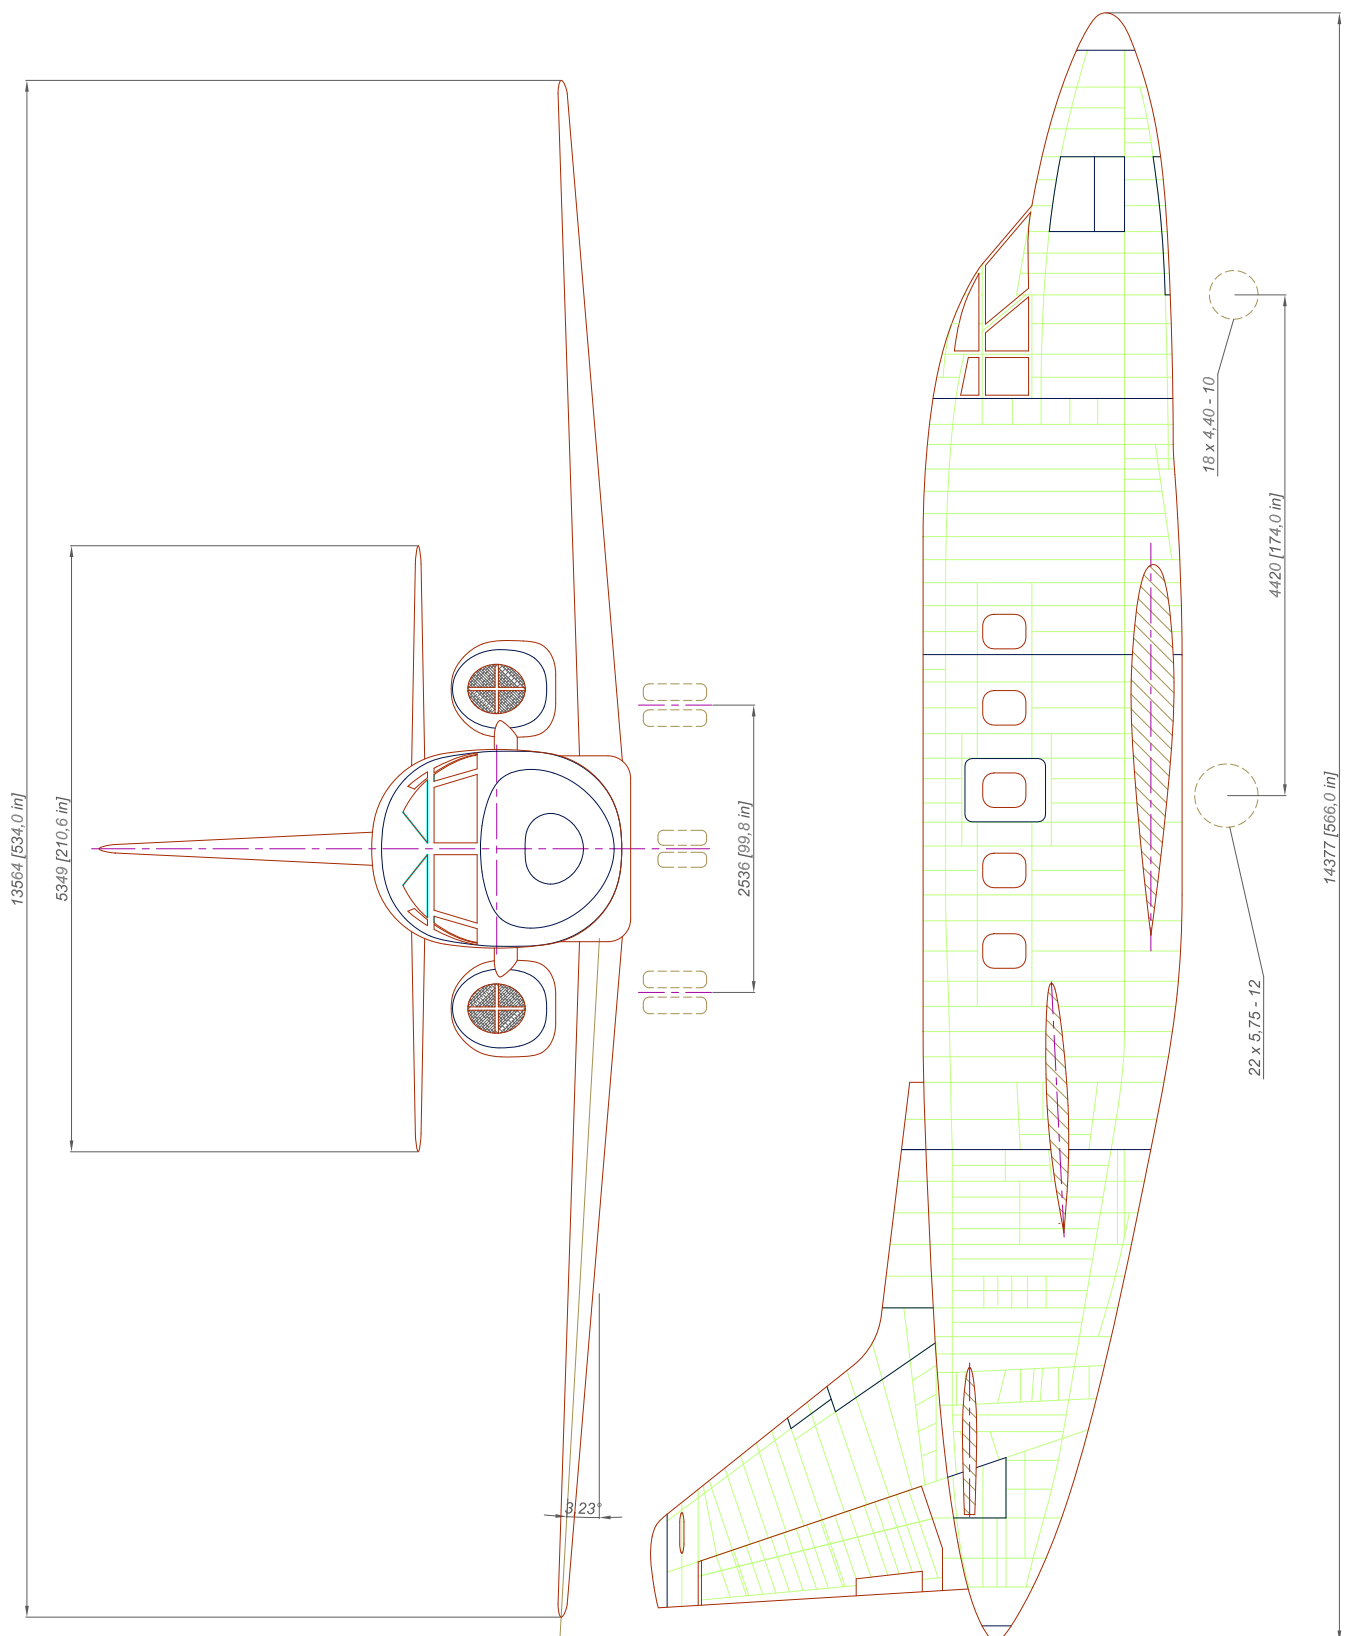 13564 [534,0 in]
5349 [210,6 in]
2536 [99,8 in]
3,23°
18 x 4,40 - 10
4420 [174,0 in]
22 x 5,75 - 12
14377 [566,0 in]